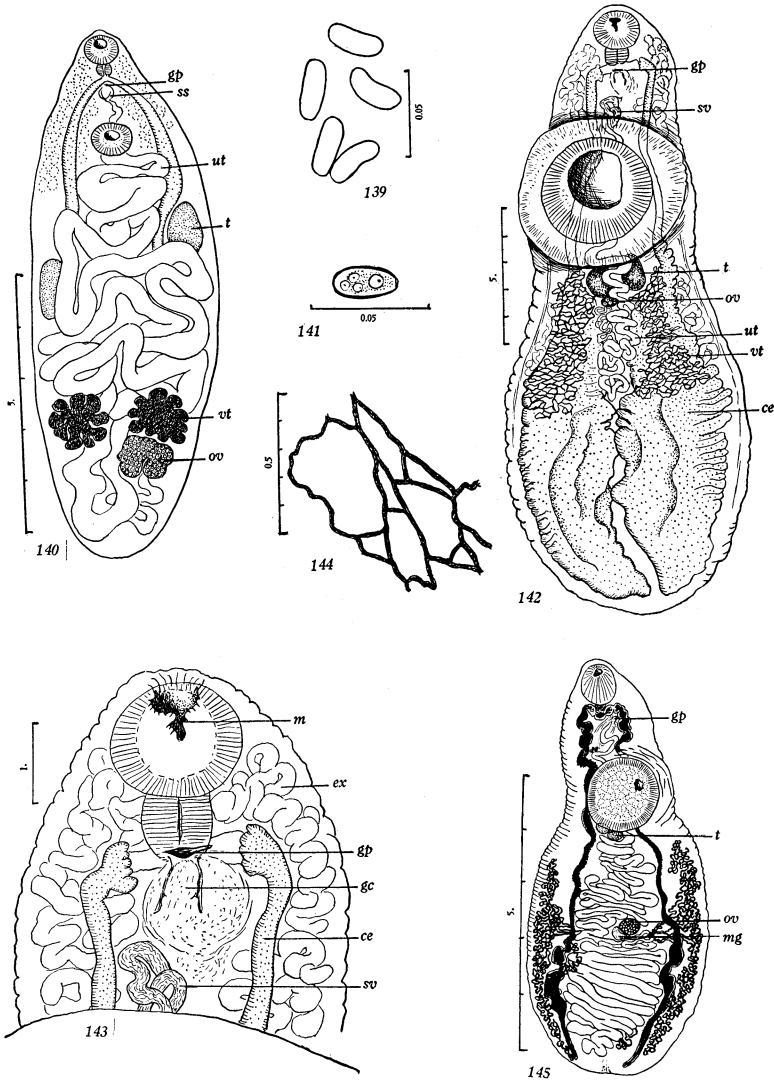 gp
ss
ut
t
5.
vt
ov
140
0.05
139
0.05
141
0.5
144
gp
sv
5.
t
ov
ut
vt
ce
142
m
1.
ex
gp
gc
ce
sv
143
gp
t
5.
ov
mg
145